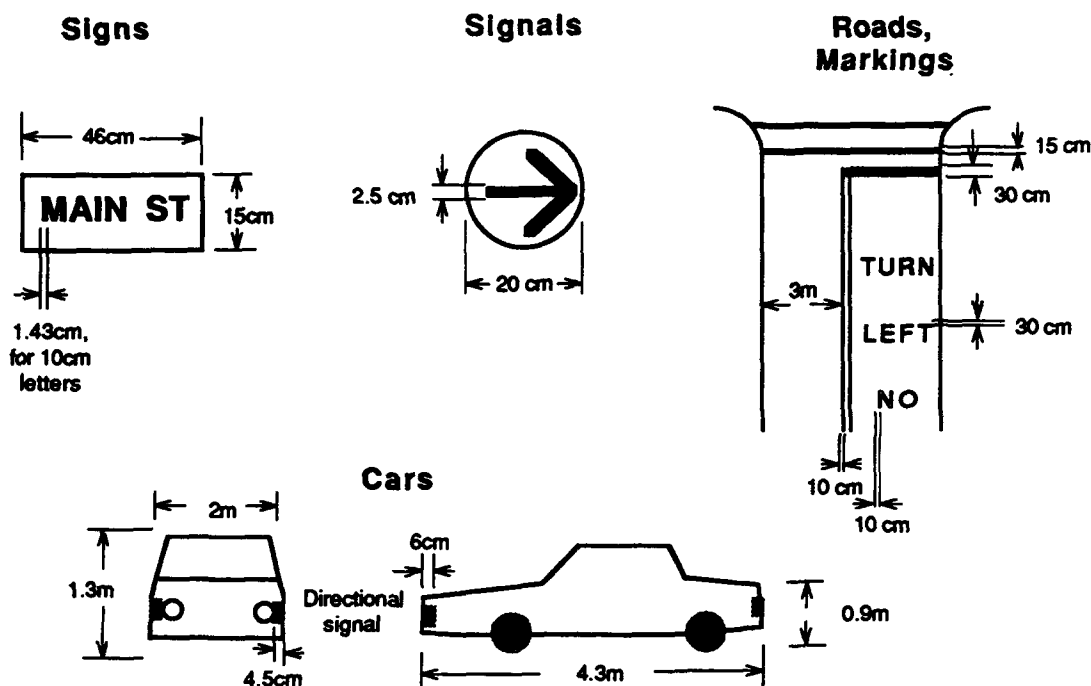 Signs
46cm
MAIN ST
15cm
1.43cm,
for 10cm
letters
Signals
2.5 cm
20 cm
Roads,
Markings
15 cm
30 cm
TURN
3m
30 cm
LEFT
NO
10 cm
10 cm
Cars
2m
1.3m
4.5cm
6cm
Directional
signal
0.9m
4.3m